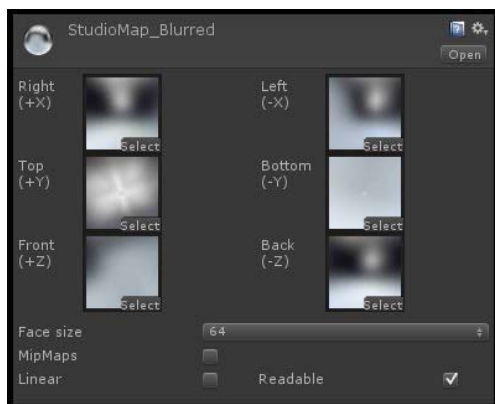 StudioMap_Blurred
Open
Right
(+X)
Select
Left
(-X)
Select
Top
(+Y)
Select
Bottom
(-Y)
Select
Front
(+Z)
Select
Back
(-Z)
Select
Face size 64
MipMaps
Linear Readable